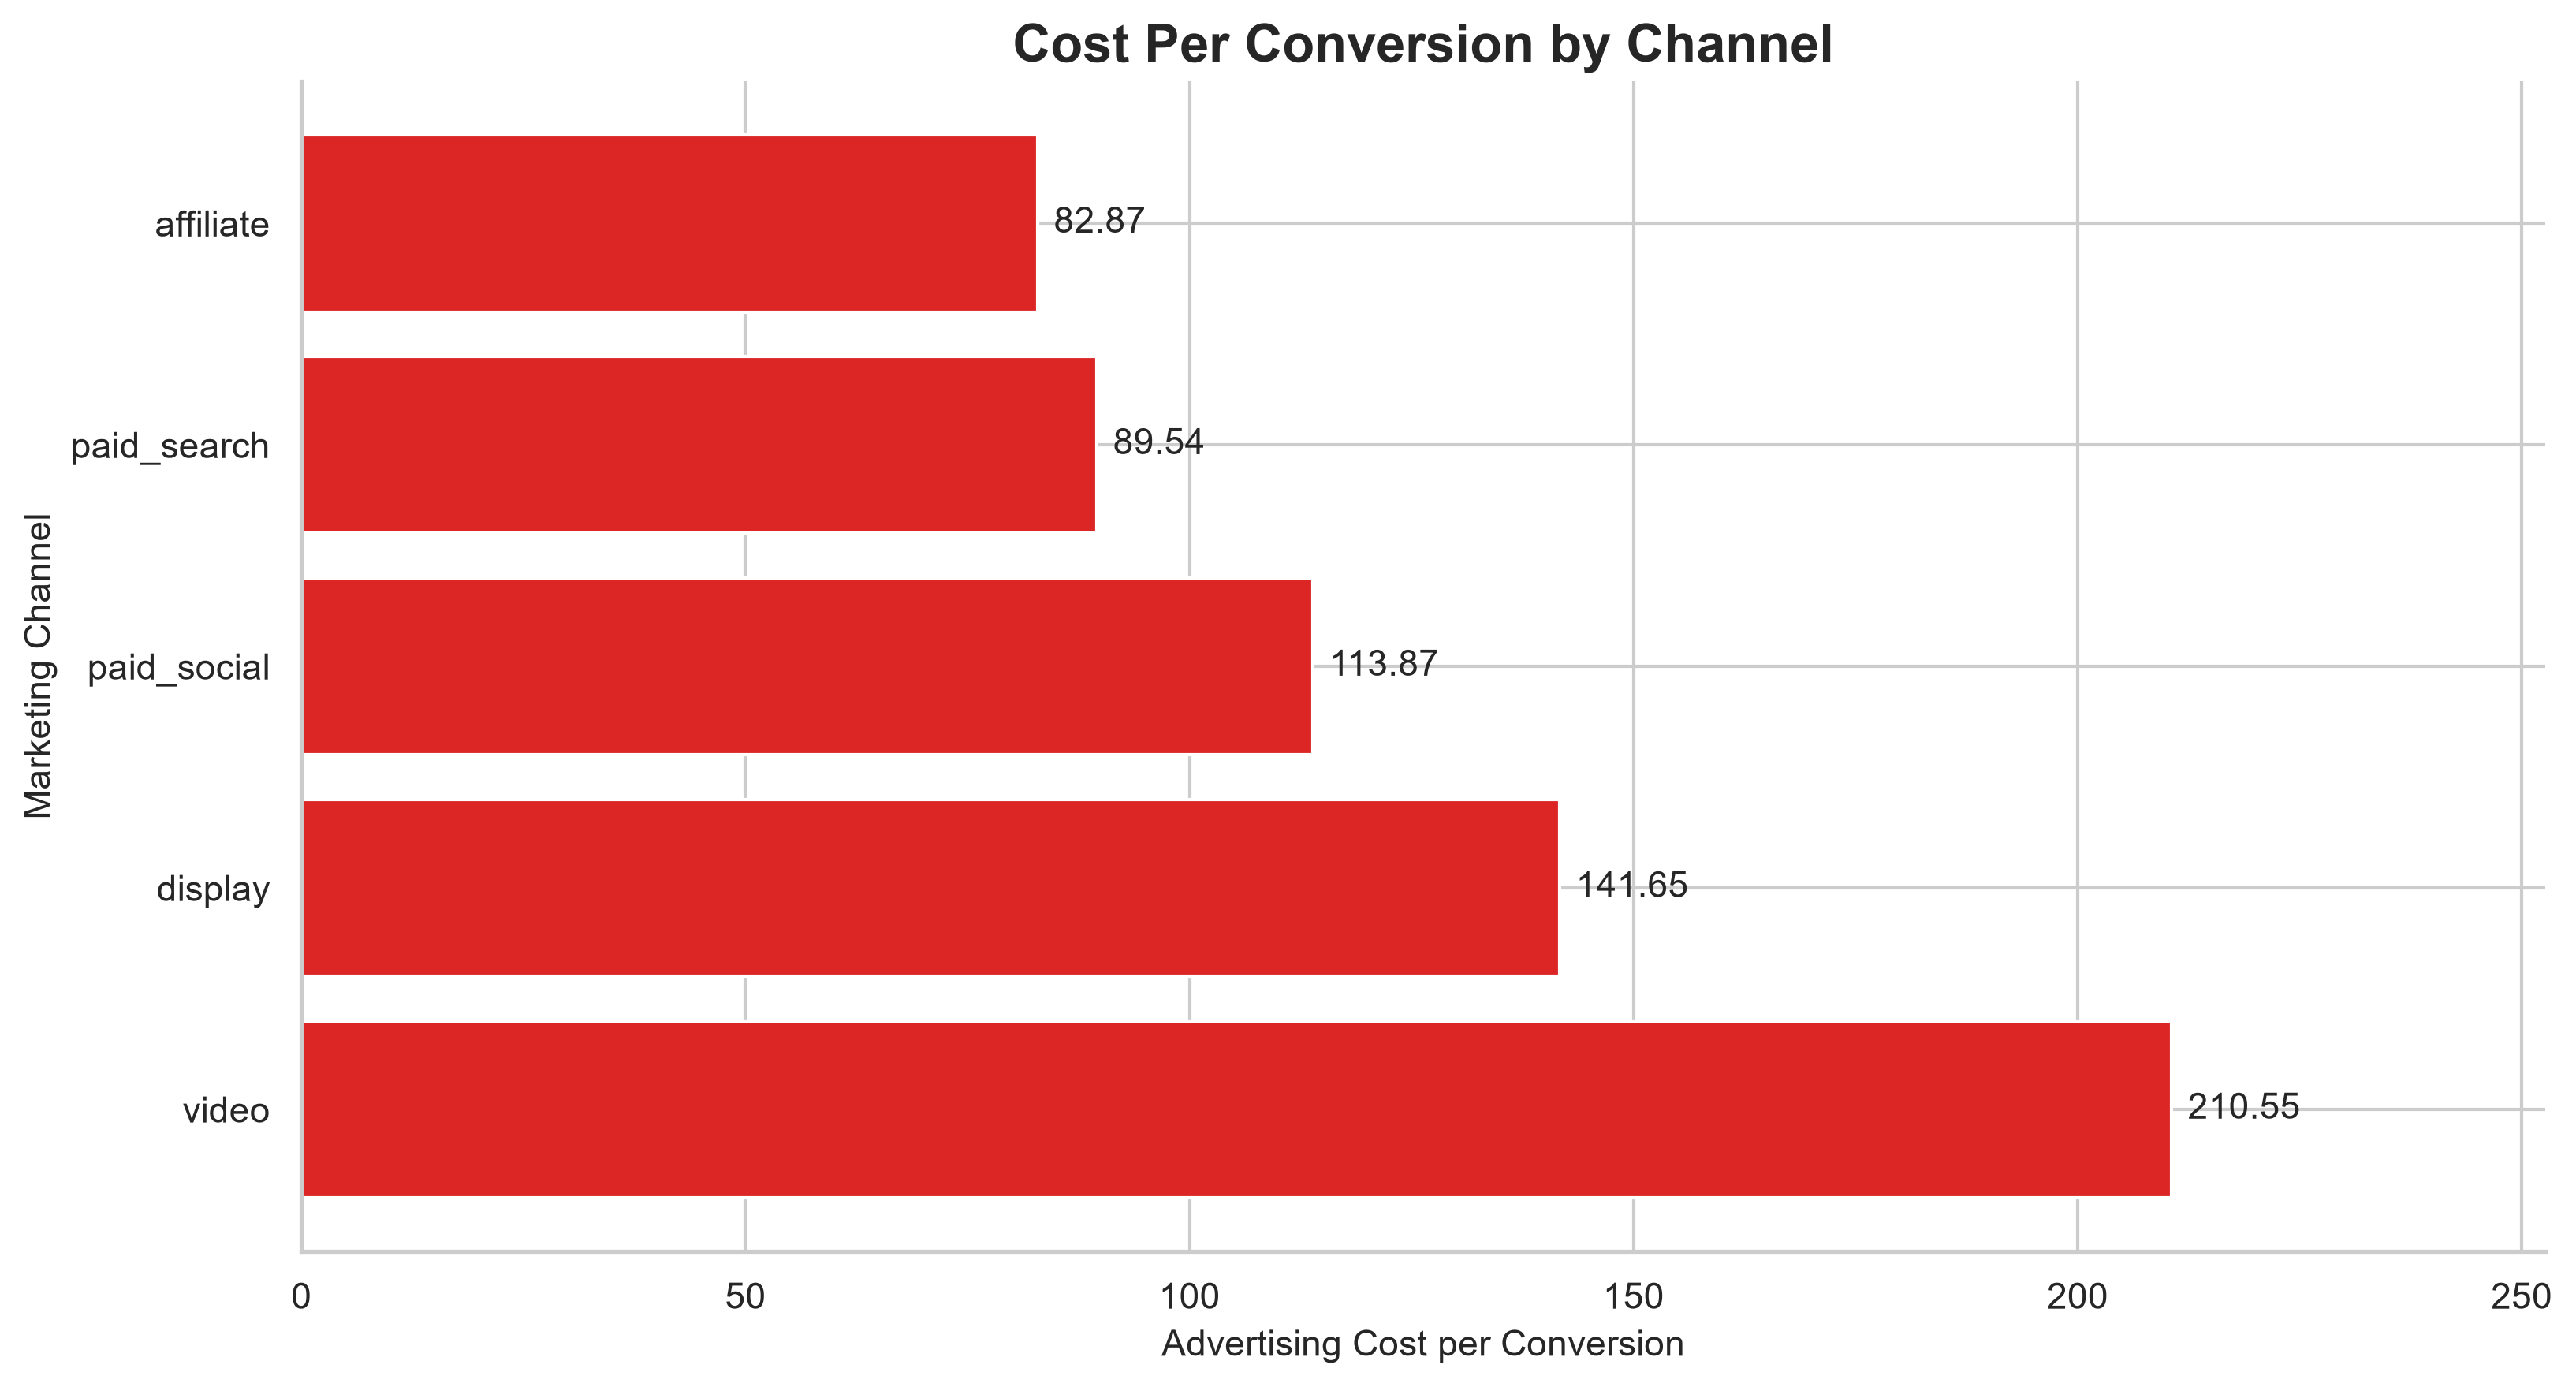 Cost Per Conversion by Channel
Marketing Channel
affiliate
82.87
paid_search
89.54
paid_social
113.87
display
141.65
video
210.55
0 50 100 150 200 250
Advertising Cost per Conversion